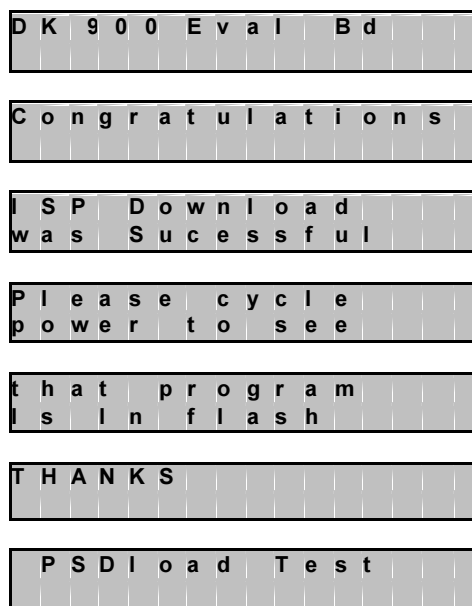 DK 900 Eval Bd
Congratulations
ISP Download
was Sucessful
Please cycle
power to see
that program
Is In flash
THANKS
PSDload Test